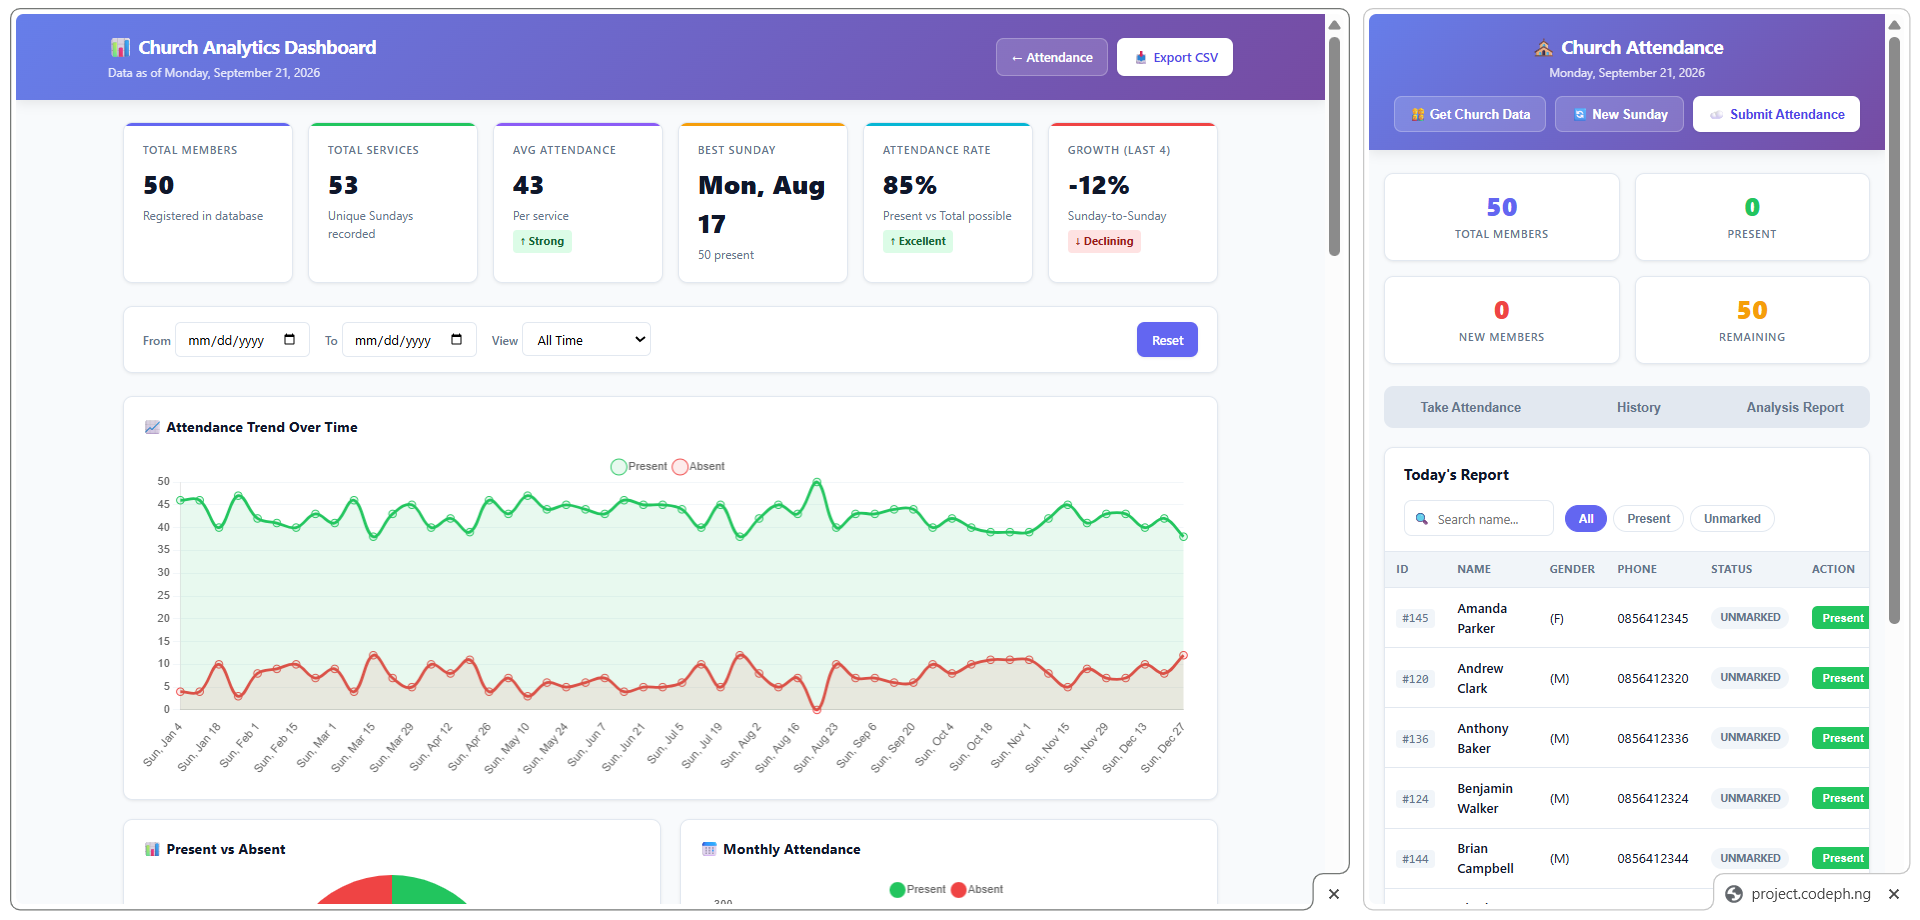 Church Analytics Dashboard
Data as of Monday, September 21, 2026
← Attendance
Export CSV
TOTAL MEMBERS
50
Registered in database
TOTAL SERVICES
53
Unique Sundays
recorded
AVG ATTENDANCE
43
Per service
↑ Strong
BEST SUNDAY
Mon, Aug
17
50 present
ATTENDANCE RATE
85%
Present vs Total possible
↑ Excellent
GROWTH (LAST 4)
-12%
Sunday-to-Sunday
↓ Declining
From mm/dd/yyyy To mm/dd/yyyy View All Time
Reset
Attendance Trend Over Time
Present Absent
50
45
40
35
30
25
20
15
10
5
0
Sun, Jan 4
Sun, Jan 18
Sun, Feb 1
Sun, Feb 15
Sun, Mar 1
Sun, Mar 15
Sun, Mar 29
Sun, Apr 12
Sun, Apr 26
Sun, May 10
Sun, May 24
Sun, Jun 7
Sun, Jun 21
Sun, Jul 5
Sun, Jul 19
Sun, Aug 2
Sun, Aug 16
Sun, Aug 23
Sun, Sep 6
Sun, Sep 20
Sun, Oct 4
Sun, Oct 18
Sun, Nov 1
Sun, Nov 15
Sun, Nov 29
Sun, Dec 13
Sun, Dec 27
Present vs Absent
Monthly Attendance
Present Absent
300
Church Attendance
Monday, September 21, 2026
Get Church Data
New Sunday
Submit Attendance
50
TOTAL MEMBERS
0
PRESENT
0
NEW MEMBERS
50
REMAINING
Take Attendance History Analysis Report
Today's Report
Search name... All Present Unmarked
ID NAME GENDER PHONE STATUS ACTION
#145 Amanda Parker (F) 0856412345 UNMARKED Present
#120 Andrew Clark (M) 0856412320 UNMARKED Present
#136 Anthony Baker (M) 0856412336 UNMARKED Present
#124 Benjamin Walker (M) 0856412324 UNMARKED Present
#144 Brian Campbell (M) 0856412344 UNMARKED Present
project.codeph.ng